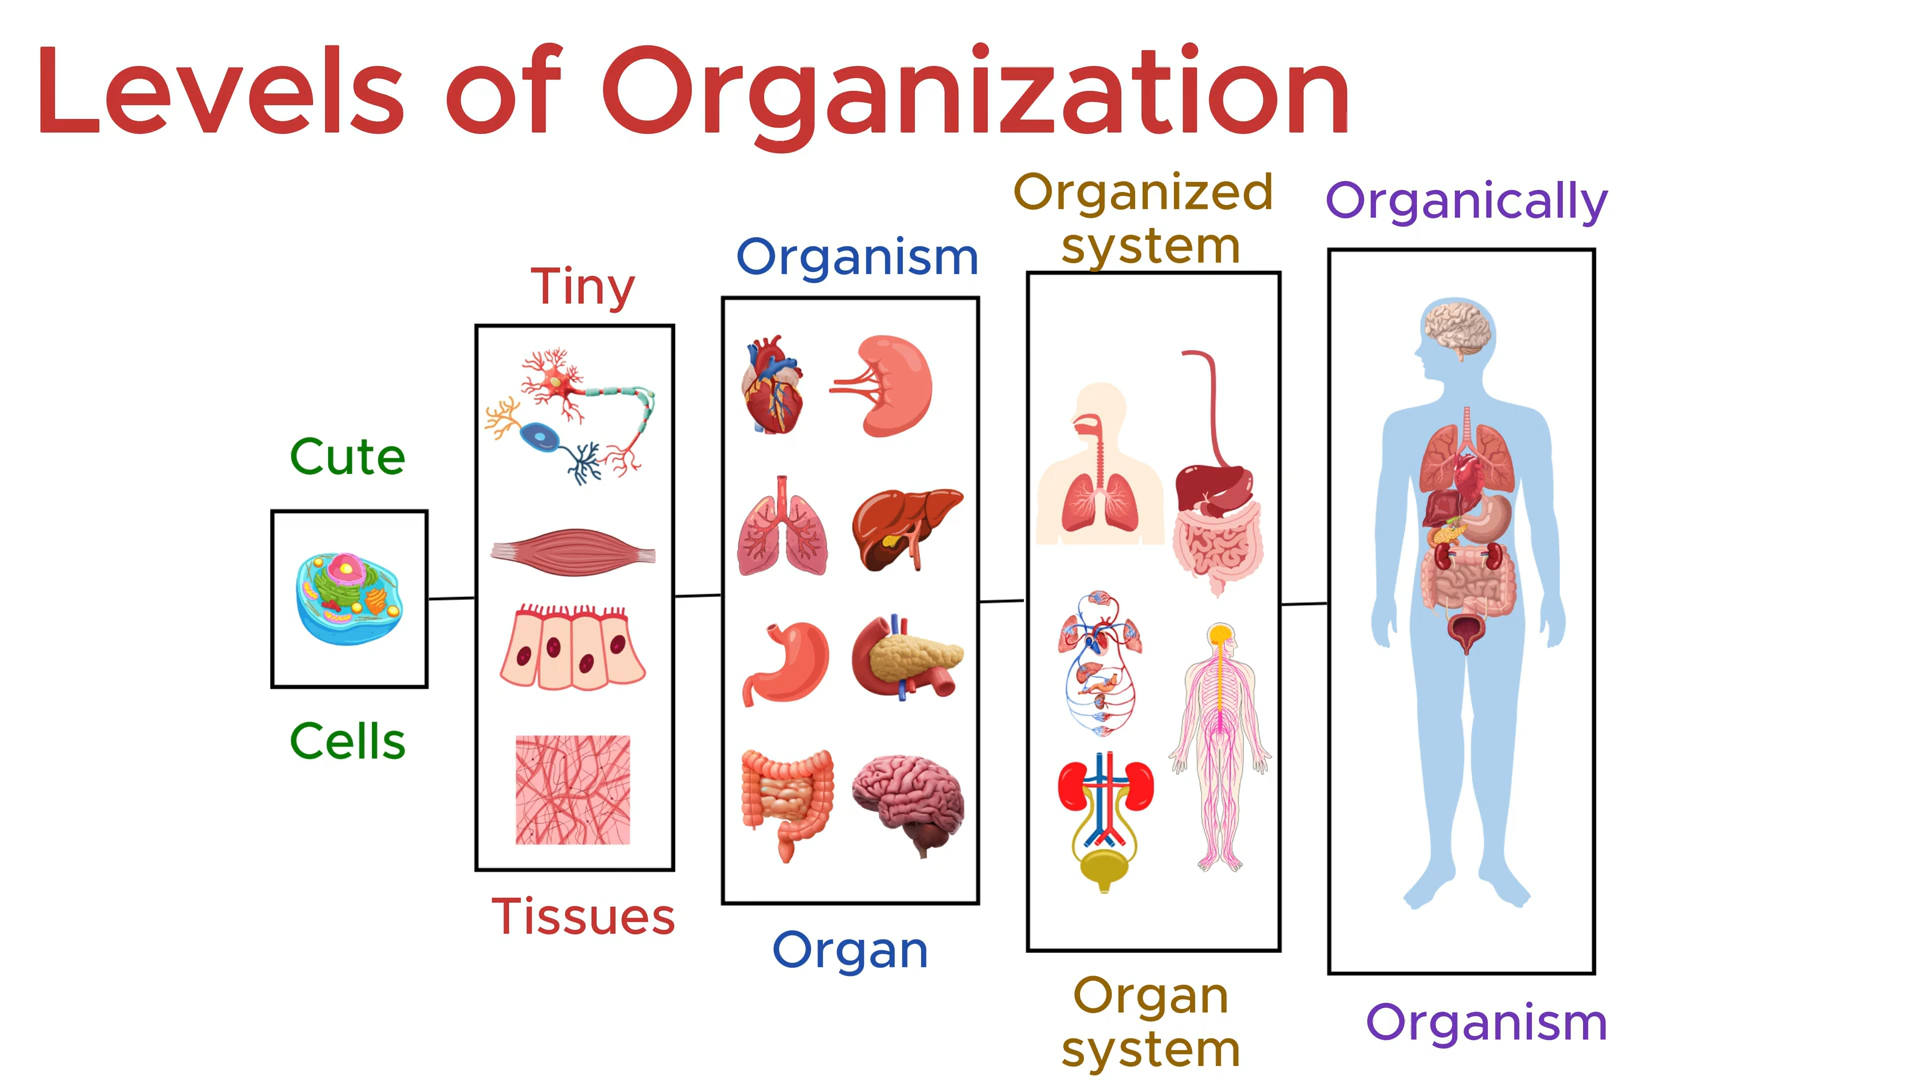 Levels of Organization
Cute
Cells
Tiny
Tissues
Organism
Organ
Organized
system
Organ
system
Organically
Organism